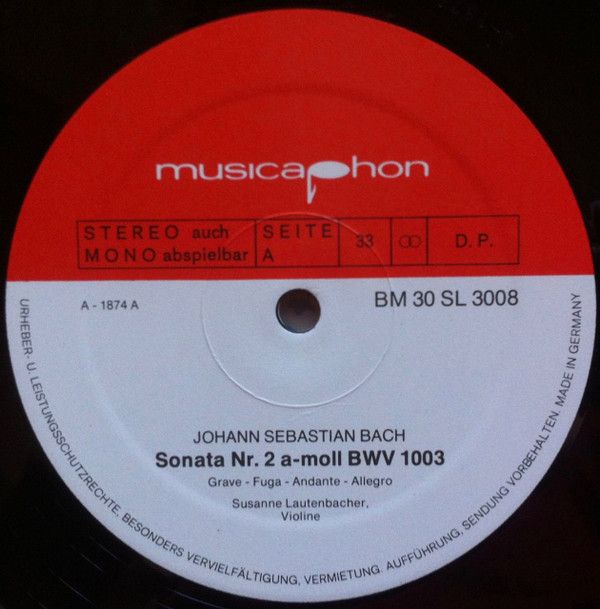 musicaphon
STEREO auch
MONO abspielbar
SEITE
A
33
D.P.
A - 1874 A
BM 30 SL 3008
JOHANN SEBASTIAN BACH
Sonata Nr. 2 a-moll BWV 1003
Grave - Fuga - Andante - Allegro
Susanne Lautenbacher,
Violine
URHEBER- U. LEISTUNGSSCHUTZRECHTE, BESONDERS VERVIELFÄLTIGUNG, VERMIETUNG. AUFFÜHRUNG, SENDUNG VORBEHALTEN. MADE IN GERMANY